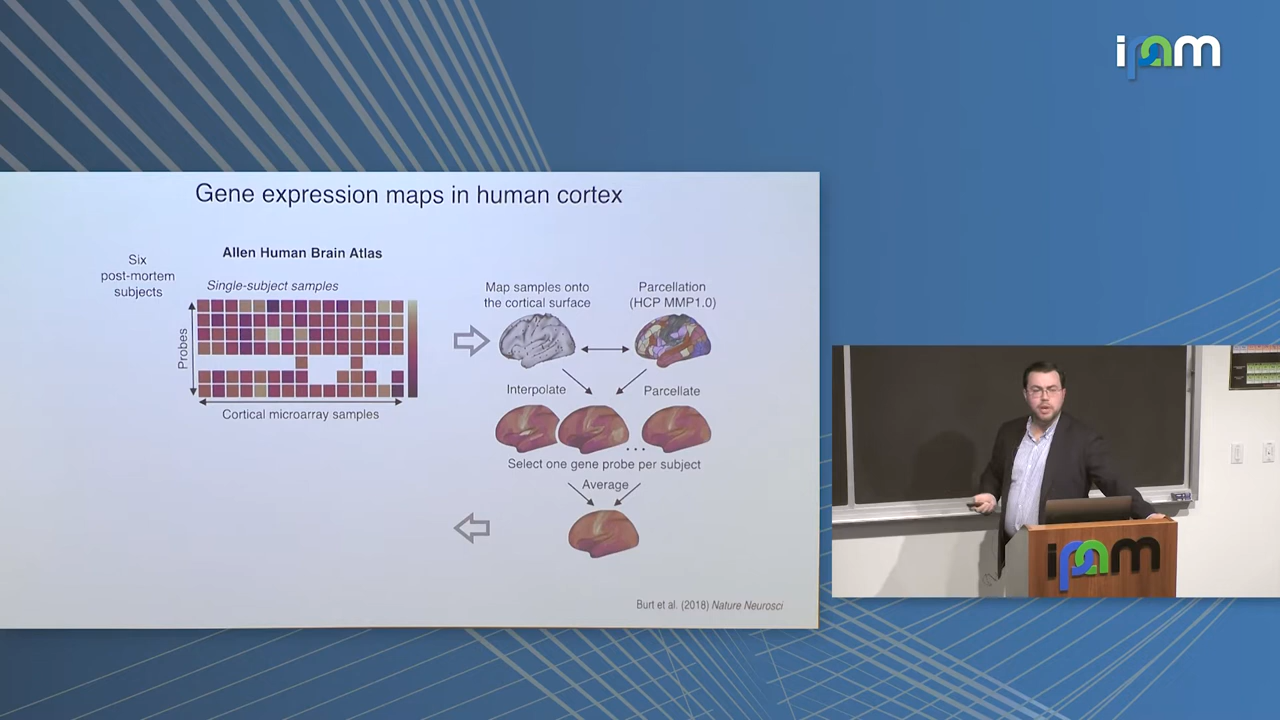 ipam
Gene expression maps in human cortex
Allen Human Brain Atlas
Six
post-mortem
subjects
Single-subject samples
Probes
Cortical microarray samples
Map samples onto
the cortical surface
Parcellation
(HCP MMP1.0)
Interpolate
Parcellate
...
Select one gene probe per subject
Average
Burt et al. (2018) Nature Neurosci
ipam